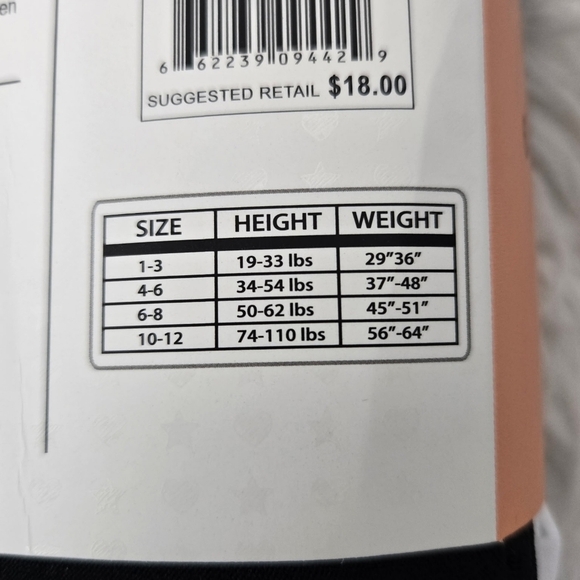 en
6 62239 09442 9
SUGGESTED RETAIL $18.00
SIZE HEIGHT WEIGHT
1-3 19-33 lbs 29”36”
4-6 34-54 lbs 37”-48”
6-8 50-62 lbs 45”-51”
10-12 74-110 lbs 56”-64”